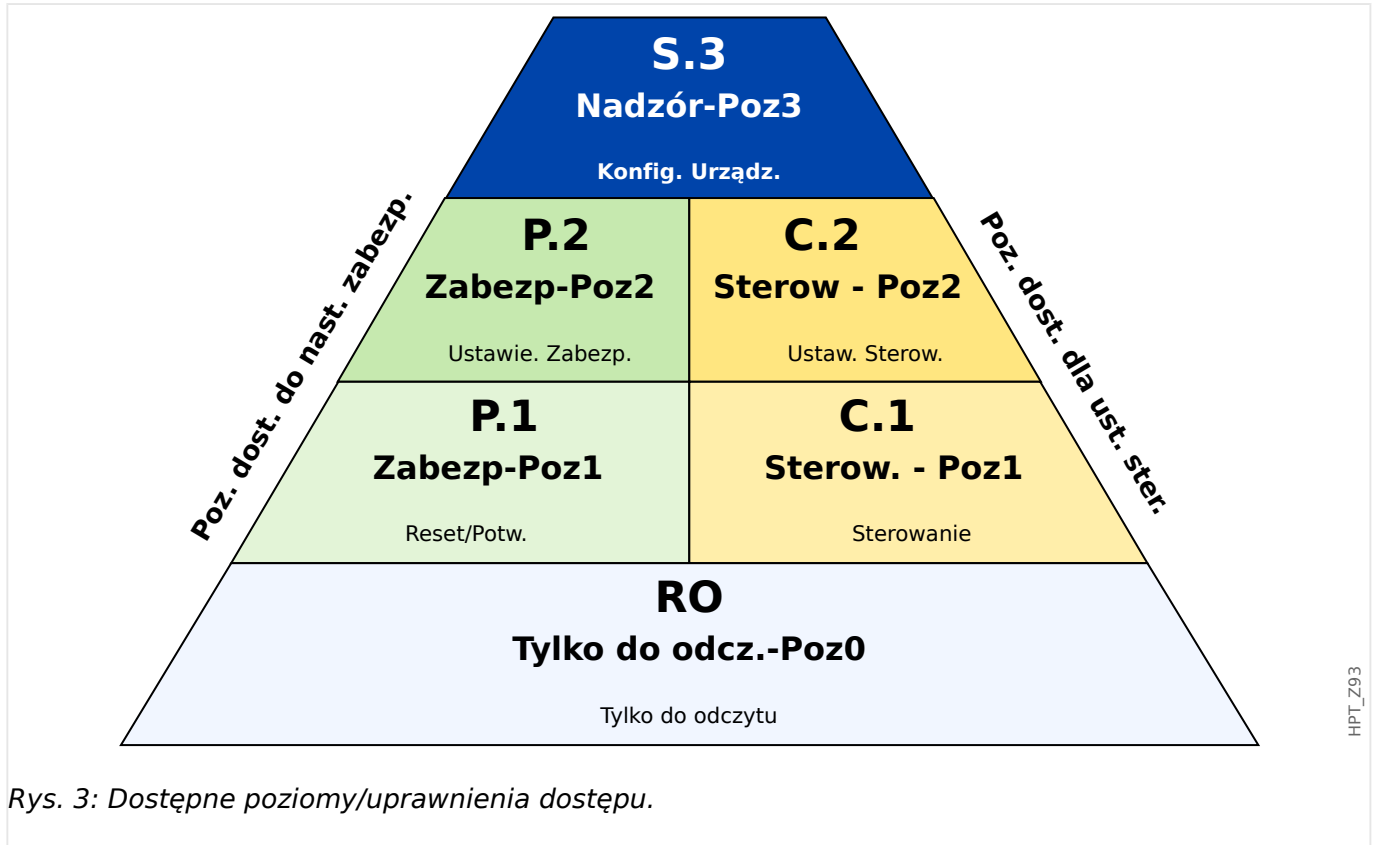 S.3
Nadzór-Poz3
Konfig. Urządz.
Poz. dost. do nast. zabezp.
P.2
Zabezp-Poz2
Ustawie. Zabezp.
C.2
Sterow - Poz2
Ustaw. Sterow.
Poz. dost. dla ust. ster.
P.1
Zabezp-Poz1
Reset/Potw.
C.1
Sterow. - Poz1
Sterowanie
RO
Tylko do odcz.-Poz0
Tylko do odczytu
HPT_Z93
Rys. 3: Dostępne poziomy/uprawnienia dostępu.